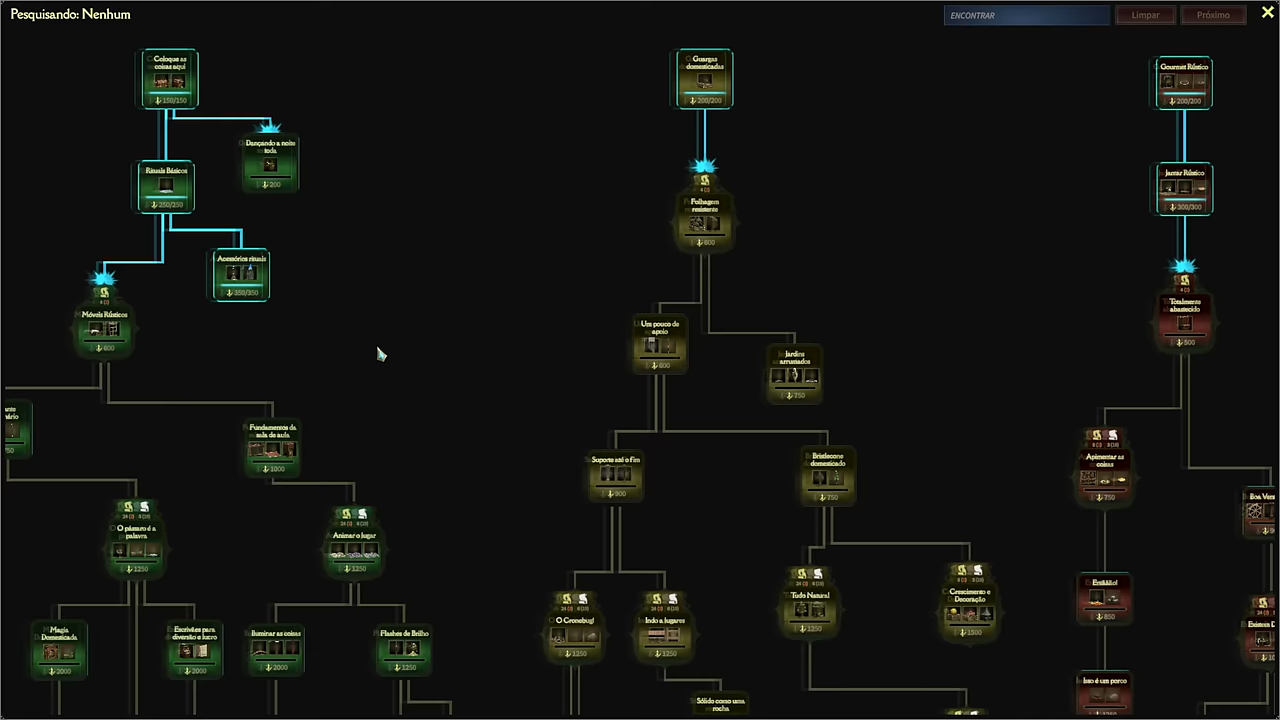 Pesquisando: Nenhum
ENCONTRAR
Limpar
Próximo
Coloque as
coisas aqui
150/150
Guargas
domesticadas
200/200
Gourmet Rústico
200/200
Dançando a noite
toda
200
Rituais Básicos
250/250
Jantar Rústico
300/300
Folhagem
resistente
600
Acessórios rituais
350/350
Móveis Rústicos
600
Totalmente
abastecido
500
Um pouco de
apoio
600
Jardins
arrumados
750
Fundamentos da
sala de aula
1000
Suporte até o fim
900
Bristlecone
domesticado
750
Apimentar as
coisas
750
O pássaro é a
palavra
1250
Animar o lugar
1250
Tudo Natural
1250
Crescimento e
Decoração
1500
Então!
850
O Cronebug!
1250
Indo a lugares
1250
Magia
Domesticada
2000
Escrivães para
diversão e lucro
2000
Iluminar as coisas
2000
Flashes de Brilho
1250
Isto é um porco
Sólido como uma
rocha